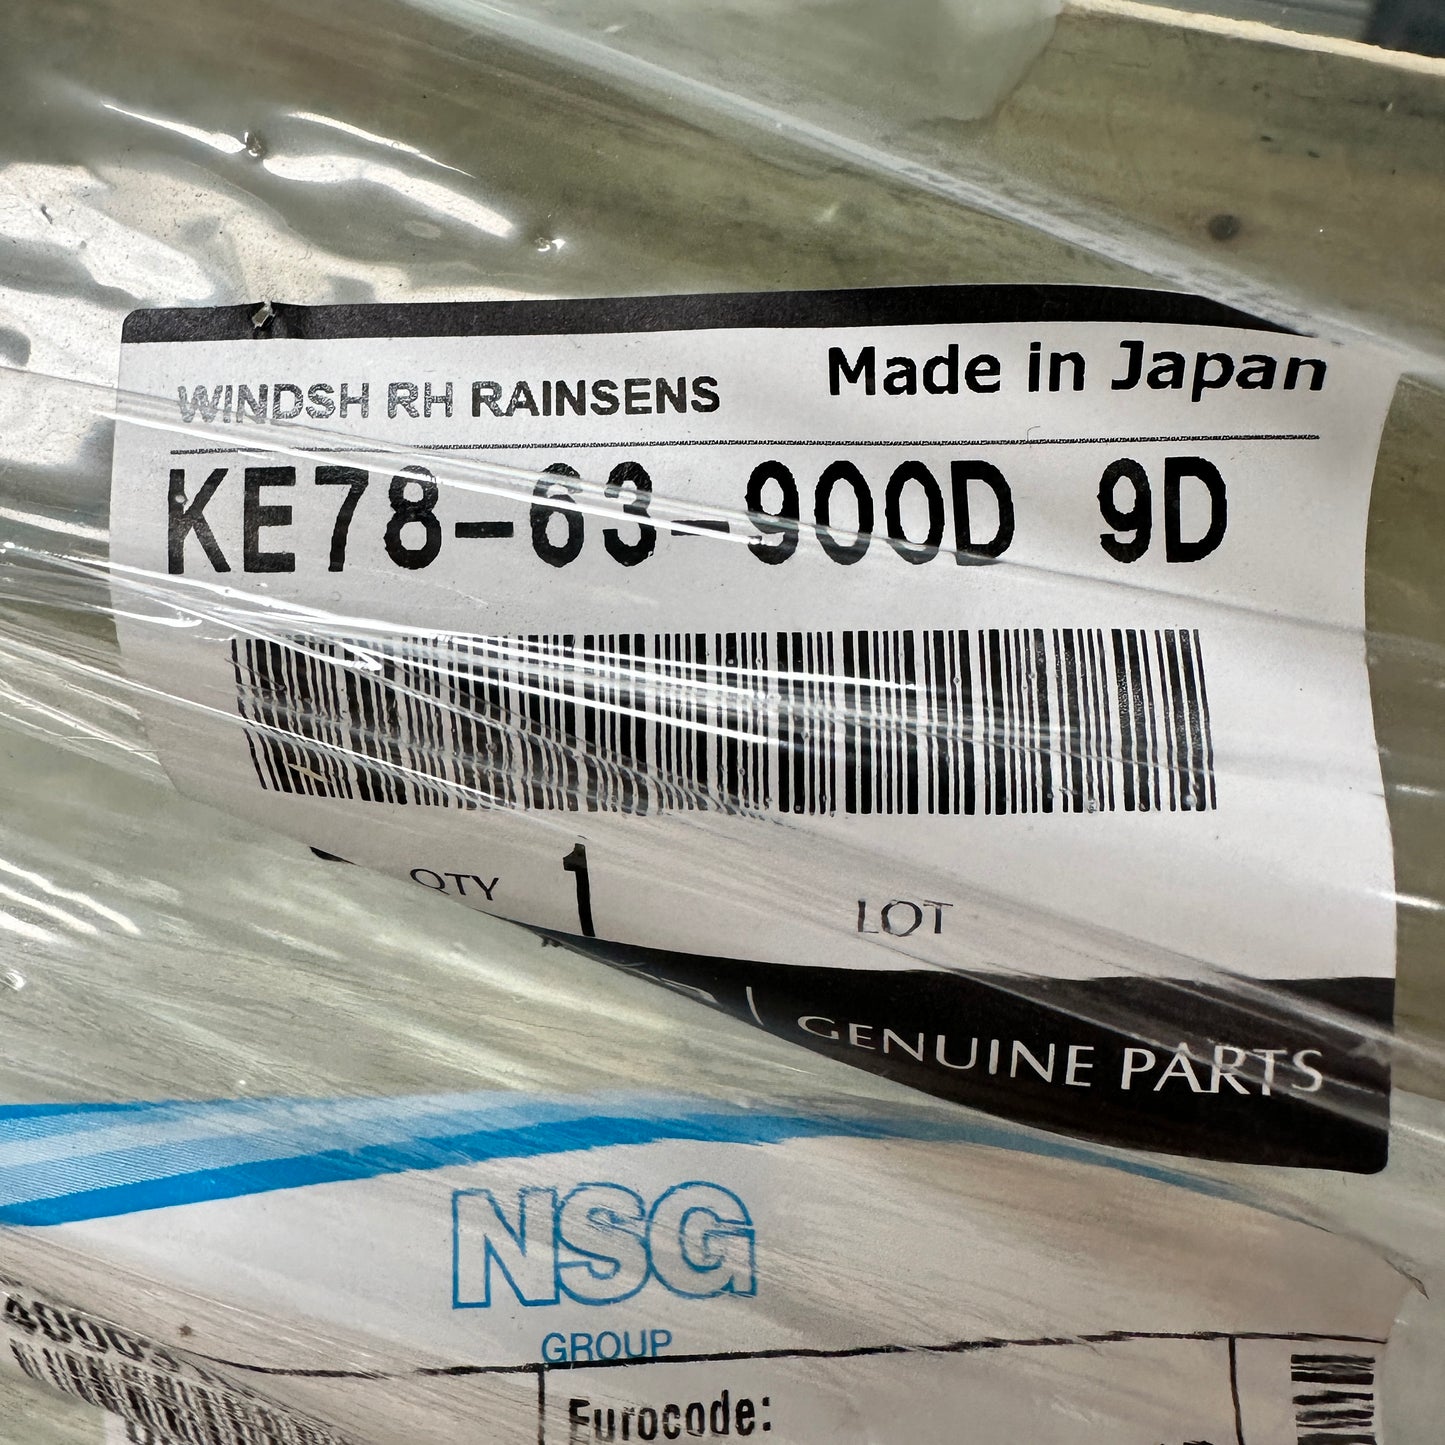 Made in Japan
WINDSH RH RAINSENS
KE78-63-900D 9D
QTY 1 LOT
GENUINE PARTS
NSG
GROUP
Eurocode: